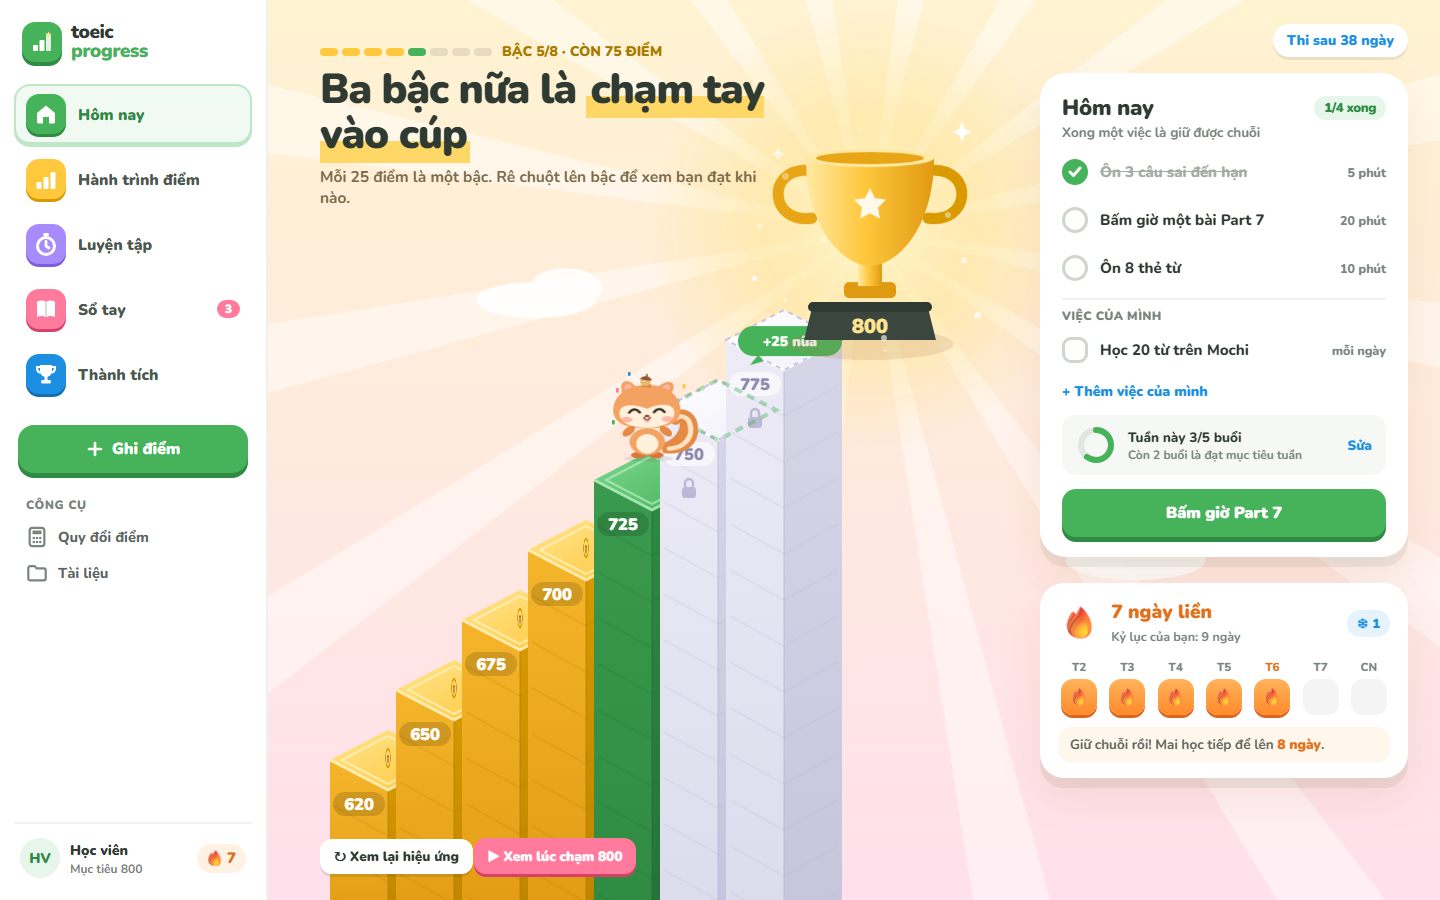 toeic
progress
Hôm nay
Hành trình điểm
Luyện tập
Sổ tay
3
Thành tích
+ Ghi điểm
CÔNG CỤ
Quy đổi điểm
Tài liệu
HV
Học viên
Mục tiêu 800
7
BẬC 5/8 · CÒN 75 ĐIỂM
Ba bậc nữa là chạm tay
vào cúp
Mỗi 25 điểm là một bậc. Rê chuột lên bậc để xem bạn đạt khi
nào.
800
+25 nữa
775
750
725
700
675
650
620
↻ Xem lại hiệu ứng
▶ Xem lúc chạm 800
Thi sau 38 ngày
Hôm nay
1/4 xong
Xong một việc là giữ được chuỗi
Ôn 3 câu sai đến hạn
5 phút
Bấm giờ một bài Part 7
20 phút
Ôn 8 thẻ từ
10 phút
VIỆC CỦA MÌNH
Học 20 từ trên Mochi
mỗi ngày
+ Thêm việc của mình
Tuần này 3/5 buổi
Còn 2 buổi là đạt mục tiêu tuần
Sửa
Bấm giờ Part 7
7 ngày liền
Kỷ lục của bạn: 9 ngày
❄ 1
T2 T3 T4 T5 T6 T7 CN
Giữ chuỗi rồi! Mai học tiếp để lên 8 ngày.